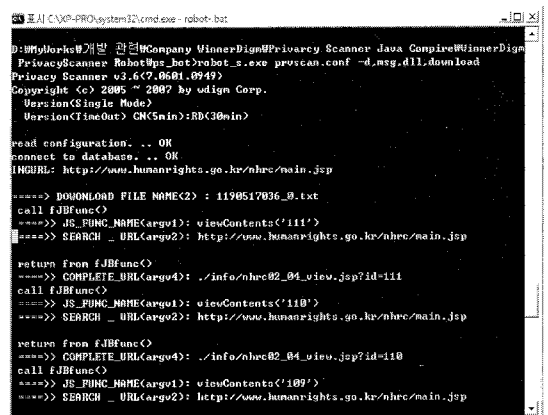 표시 C:\XP-PRO\system32\cmd.exe - robot-.bat
D:₩MyWorks₩개발 관련₩Company WinnerDigm₩Privarcy Scanner Java Compire₩WinnerDigm
PrivacyScanner Robot₩ps_bot>robot_s.exe prvscan.conf -d,msg,dll,download
Privacy Scanner v3.6<7.0601.0949>
Copyright (c) 2005 ~ 2007 by wdigm Corp.
Version(Single Mode)
Version(TimeOut) CN(5min):RD(30min)
read configuration. .. OK
connect to database. .. OK
INGURL: http://www.humanrights.go.kr/nhrc/main.jsp
=====> DOWONLOAD FILE NAME(2) : 1190517036_0.txt
call fJBfunc()
====>> JS_FUNC_NAME(argv1): viewContents('111')
====>> SEARCH _ URL(argv2): http://www.humanrights.go.kr/nhrc/main.jsp
return from fJBfunc()
====>> COMPLETE_URL(argv4): ./info/nhrc02_04_view.jsp?id=111
call fJBfunc()
====>> JS_FUNC_NAME(argv1): viewContents('110')
====>> SEARCH _ URL(argv2): http://www.humanrights.go.kr/nhrc/main.jsp
return from fJBfunc()
====>> COMPLETE_URL(argv4): ./info/nhrc02_04_view.jsp?id=110
call fJBfunc()
====>> JS_FUNC_NAME(argv1): viewContents('109')
====>> SEARCH _ URL(argv2): http://www.humanrights.go.kr/nhrc/main.jsp